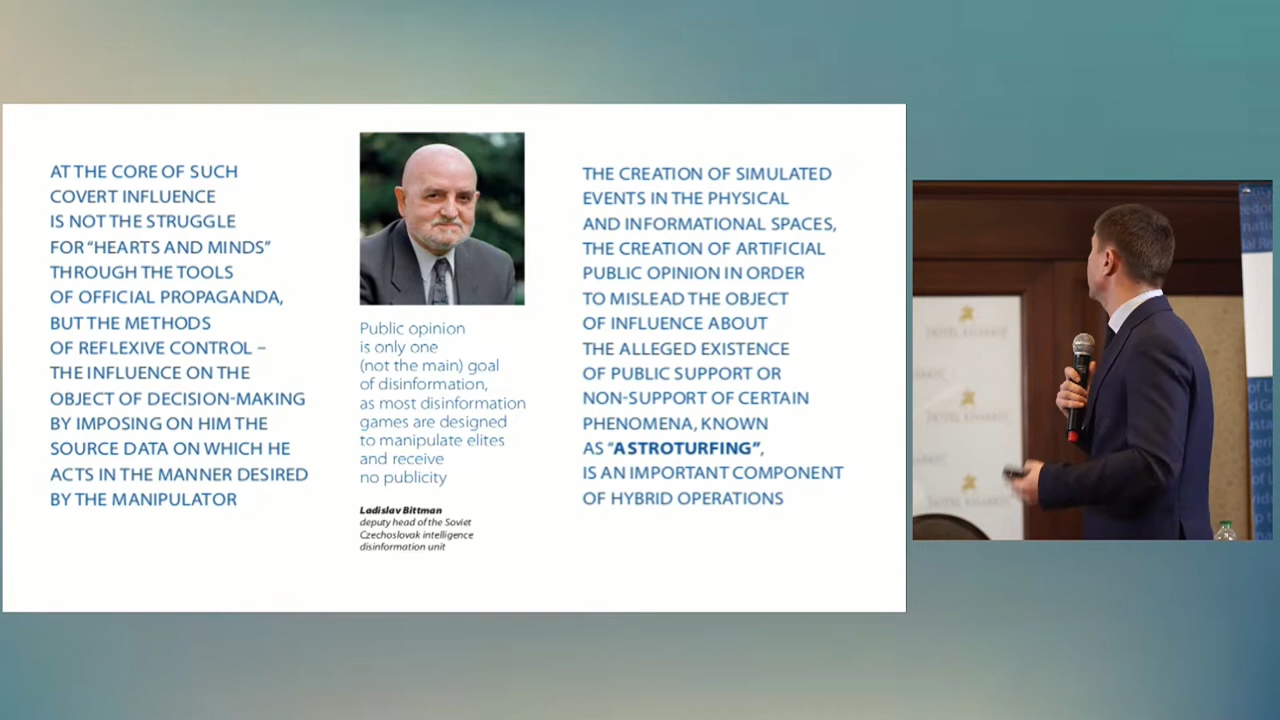 AT THE CORE OF SUCH
COVERT INFLUENCE
IS NOT THE STRUGGLE
FOR “HEARTS AND MINDS”
THROUGH THE TOOLS
OF OFFICIAL PROPAGANDA,
BUT THE METHODS
OF REFLEXIVE CONTROL –
THE INFLUENCE ON THE
OBJECT OF DECISION-MAKING
BY IMPOSING ON HIM THE
SOURCE DATA ON WHICH HE
ACTS IN THE MANNER DESIRED
BY THE MANIPULATOR
Public opinion
is only one
(not the main) goal
of disinformation,
as most disinformation
games are designed
to manipulate elites
and receive
no publicity
Ladislav Bittman
deputy head of the Soviet
Czechoslovak intelligence
disinformation unit
THE CREATION OF SIMULATED
EVENTS IN THE PHYSICAL
AND INFORMATIONAL SPACES,
THE CREATION OF ARTIFICIAL
PUBLIC OPINION IN ORDER
TO MISLEAD THE OBJECT
OF INFLUENCE ABOUT
THE ALLEGED EXISTENCE
OF PUBLIC SUPPORT OR
NON-SUPPORT OF CERTAIN
PHENOMENA, KNOWN
AS “ASTROTURFING”,
IS AN IMPORTANT COMPONENT
OF HYBRID OPERATIONS